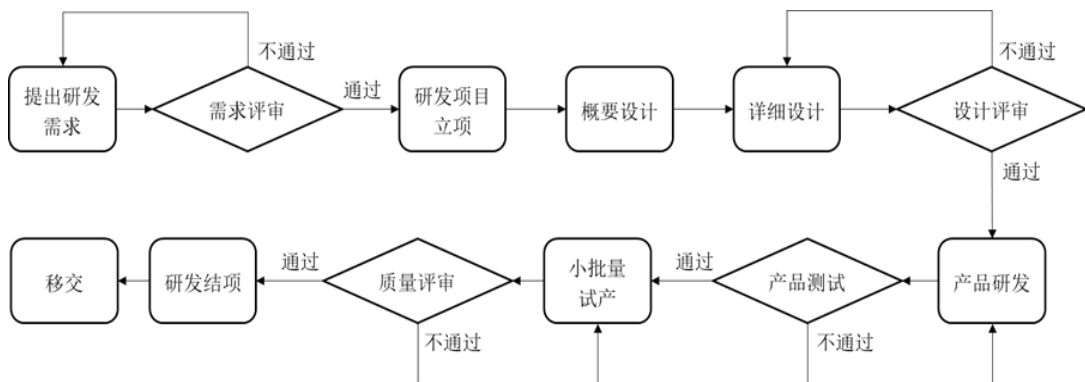 不通过
不通过
提出研发
需求
需求评审
通过
研发项目
立项
概要设计
详细设计
设计评审
通过
移交
研发结项
通过
质量评审
小批量
试产
通过
产品测试
产品研发
不通过
不通过